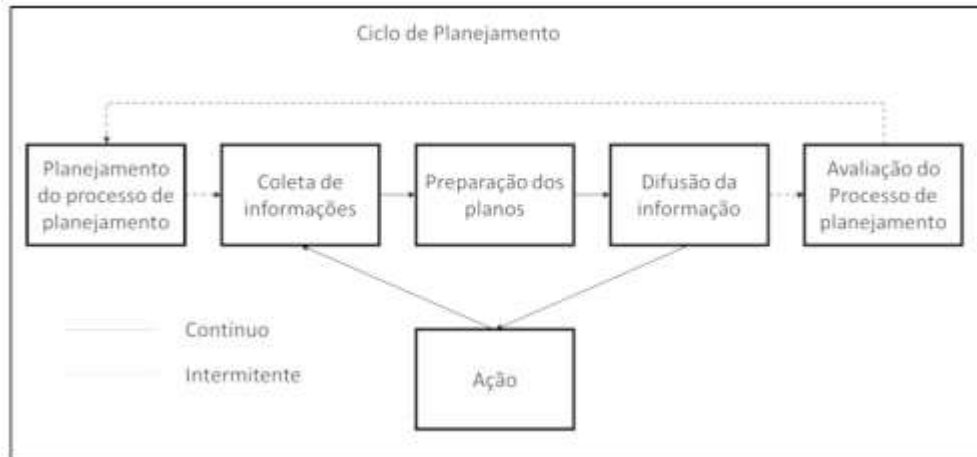 Ciclo de Planejamento
Planejamento
do processo de
planejamento
Coleta de
informações
Preparação dos
planos
Difusão da
informação
Avaliação do
Processo de
planejamento
Contínuo
Intermitente
Ação